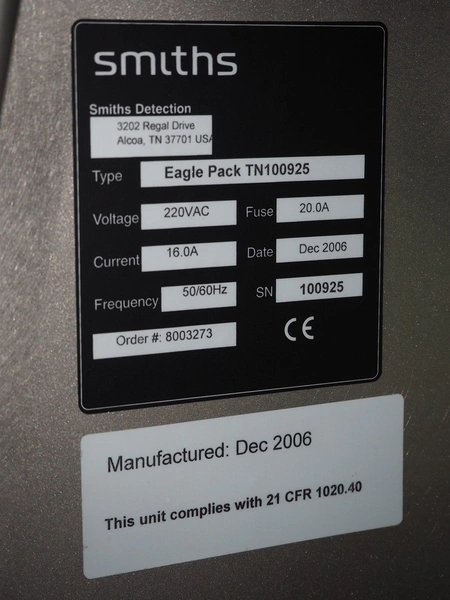 smiths
Smiths Detection
3202 Regal Drive
Alcoa, TN 37701 USA
Type Eagle Pack TN100925
Voltage 220VAC Fuse 20.0A
Current 16.0A Date Dec 2006
Frequency 50/60Hz SN 100925
Order #: 8003273 CE
Manufactured: Dec 2006
This unit complies with 21 CFR 1020.40